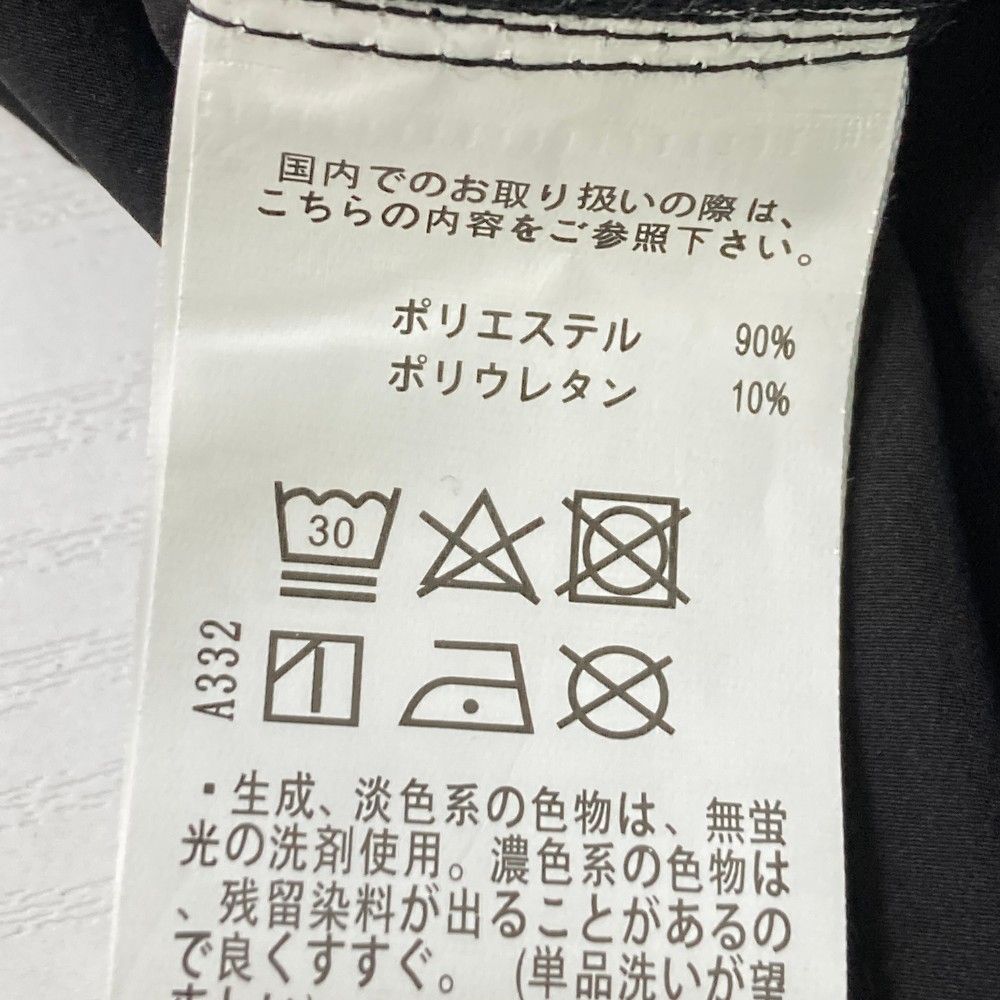 国内でのお取り扱いの際は、
こちらの内容をご参照下さい。
ポリエステル 90%
ポリウレタン 10%
30
A332
・生成、淡色系の色物は、無蛍
光の洗剤使用。濃色系の色物は
、残留染料が出ることがあるの
で良くすすぐ。(単品洗いが望